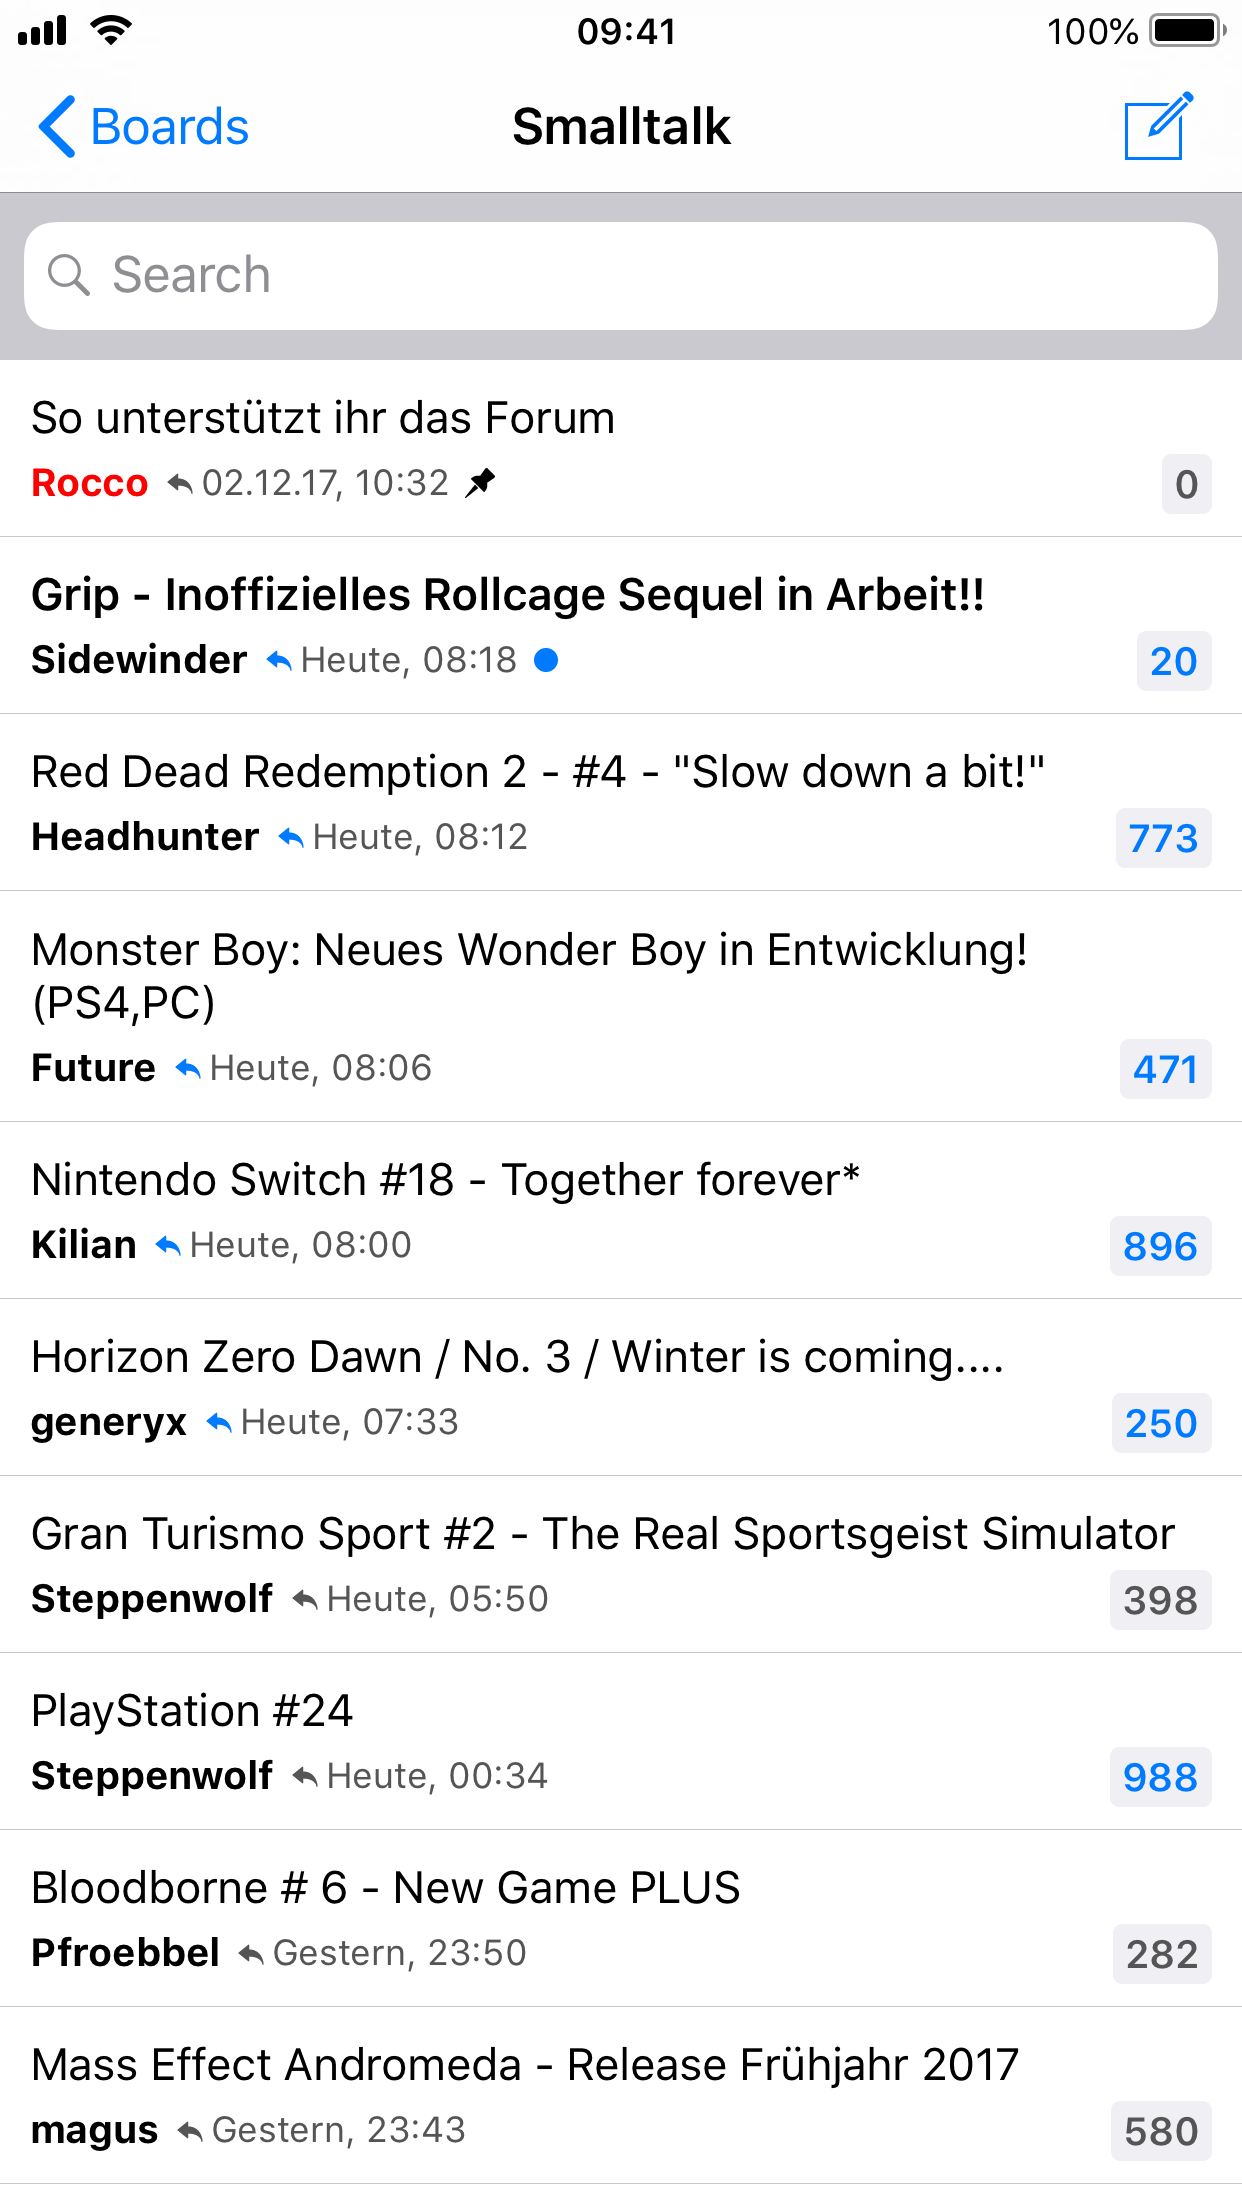 09:41
100%
Boards
Smalltalk
Search
So unterstützt ihr das Forum
Rocco 02.12.17, 10:32
0
Grip - Inoffizielles Rollcage Sequel in Arbeit!!
Sidewinder Heute, 08:18
20
Red Dead Redemption 2 - #4 - "Slow down a bit!"
Headhunter Heute, 08:12
773
Monster Boy: Neues Wonder Boy in Entwicklung!
(PS4,PC)
Future Heute, 08:06
471
Nintendo Switch #18 - Together forever*
Kilian Heute, 08:00
896
Horizon Zero Dawn / No. 3 / Winter is coming....
generyx Heute, 07:33
250
Gran Turismo Sport #2 - The Real Sportsgeist Simulator
Steppenwolf Heute, 05:50
398
PlayStation #24
Steppenwolf Heute, 00:34
988
Bloodborne # 6 - New Game PLUS
Pfroebbel Gestern, 23:50
282
Mass Effect Andromeda - Release Frühjahr 2017
magus Gestern, 23:43
580